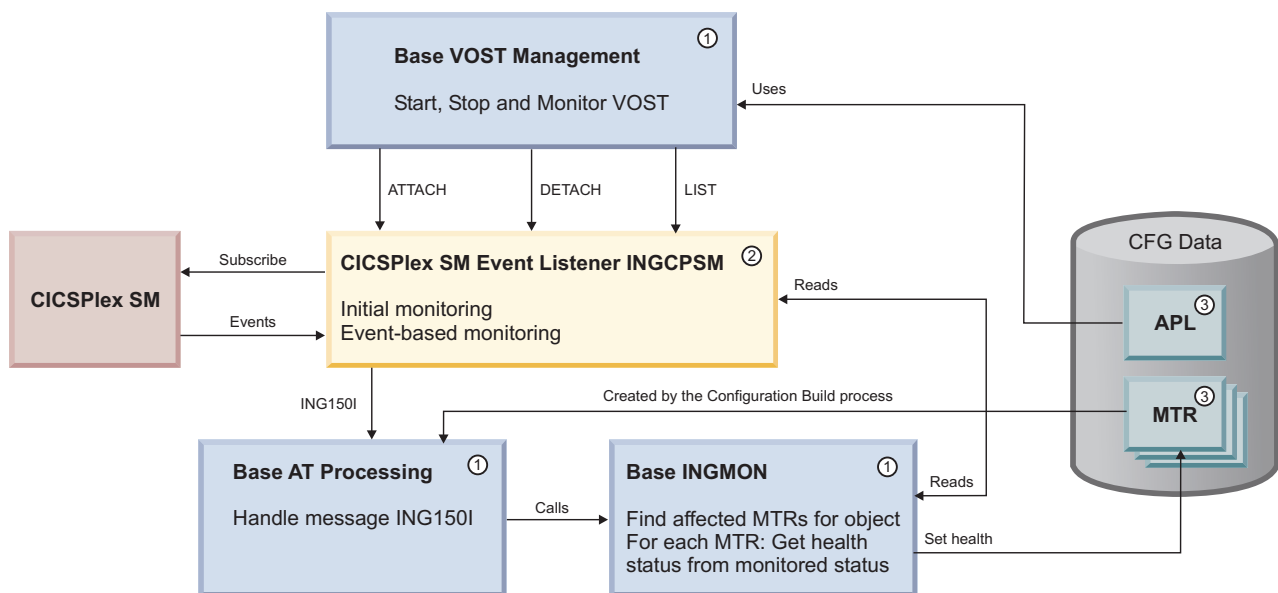 Base VOST Management
①
Start, Stop and Monitor VOST
Uses
ATTACH
DETACH
LIST
CICSPlex SM
Subscribe
Events
CICSPlex SM Event Listener INGCPSM
②
Initial monitoring
Event-based monitoring
Reads
CFG Data
APL
③
MTR
③
ING150I
Created by the Configuration Build process
Base AT Processing
①
Handle message ING150I
Calls
Base INGMON
①
Find affected MTRs for object
For each MTR: Get health
status from monitored status
Reads
Set health